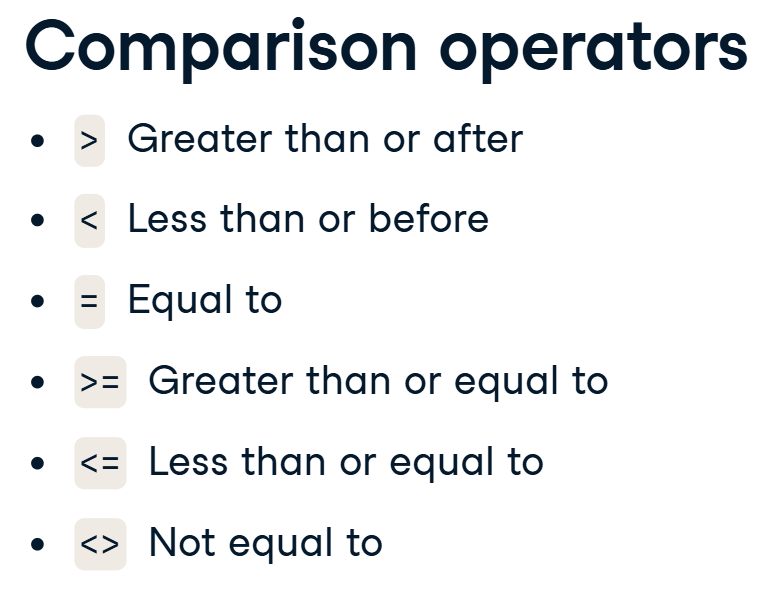 Comparison operators
• > Greater than or after
• < Less than or before
• = Equal to
• >= Greater than or equal to
• <= Less than or equal to
• <> Not equal to